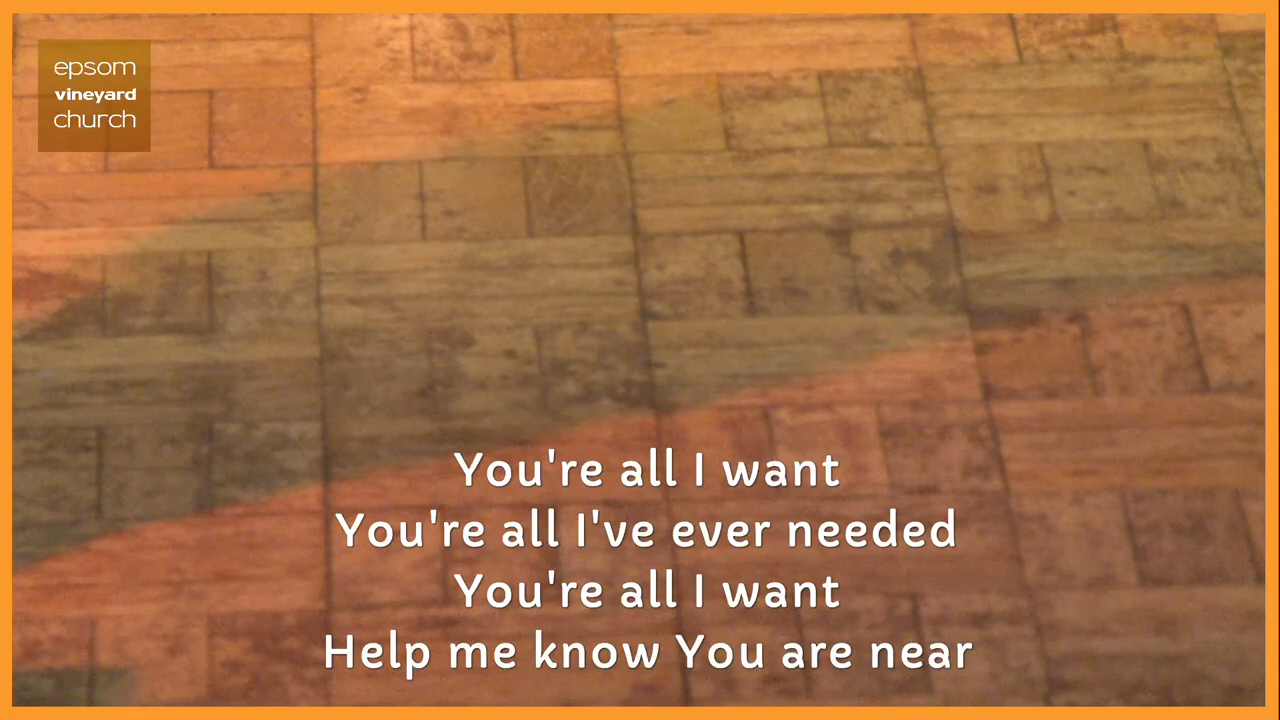 epsom
vineyard
church
You're all I want
You're all I've ever needed
You're all I want
Help me know You are near